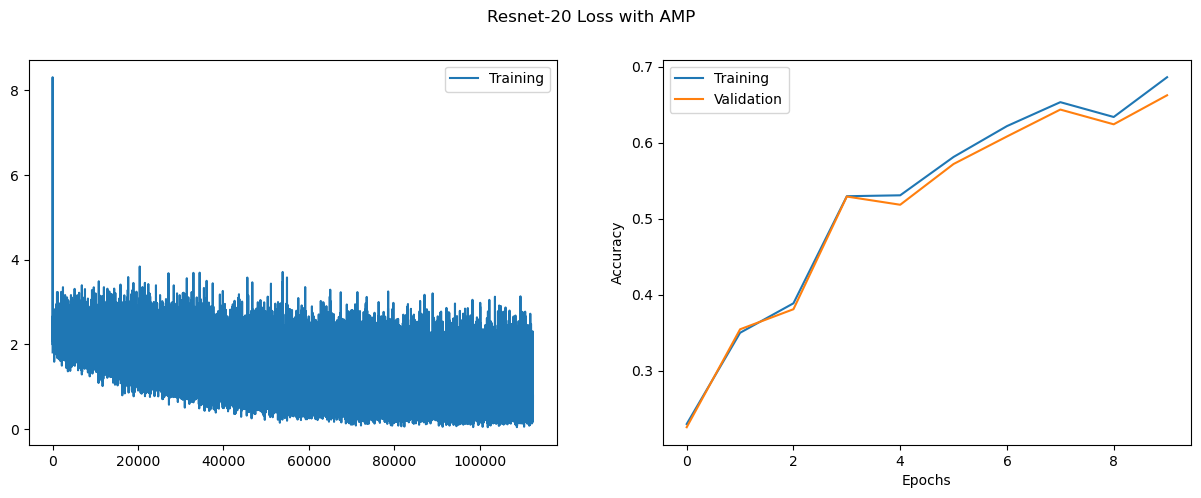 Resnet-20 Loss with AMP
Training
8
6
4
2
0
0 20000 40000 60000 80000 100000
Training
Validation
0.7
0.6
0.5
0.4
0.3
Accuracy
0 2 4 6 8
Epochs